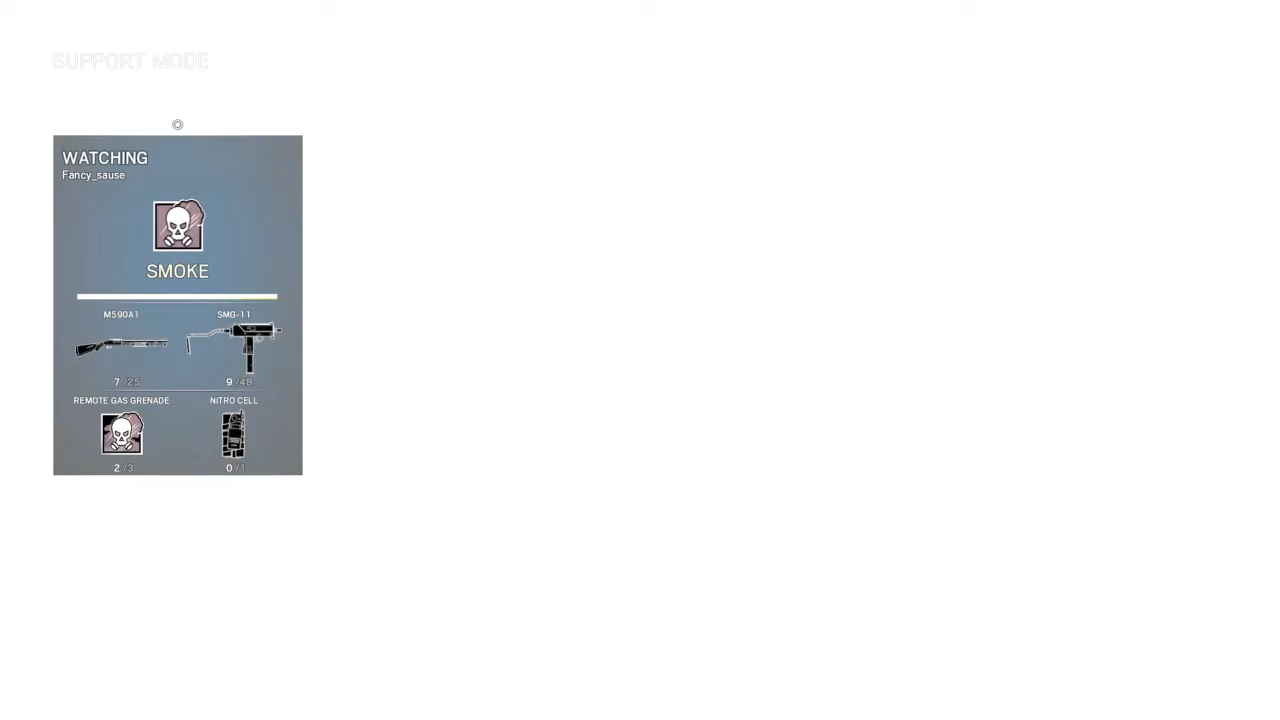 SUPPORT MODE
WATCHING
Fancy_sause
SMOKE
M590A1 SMG-11
7/25 9/48
REMOTE GAS GRENADE NITRO CELL
2/3 0/1